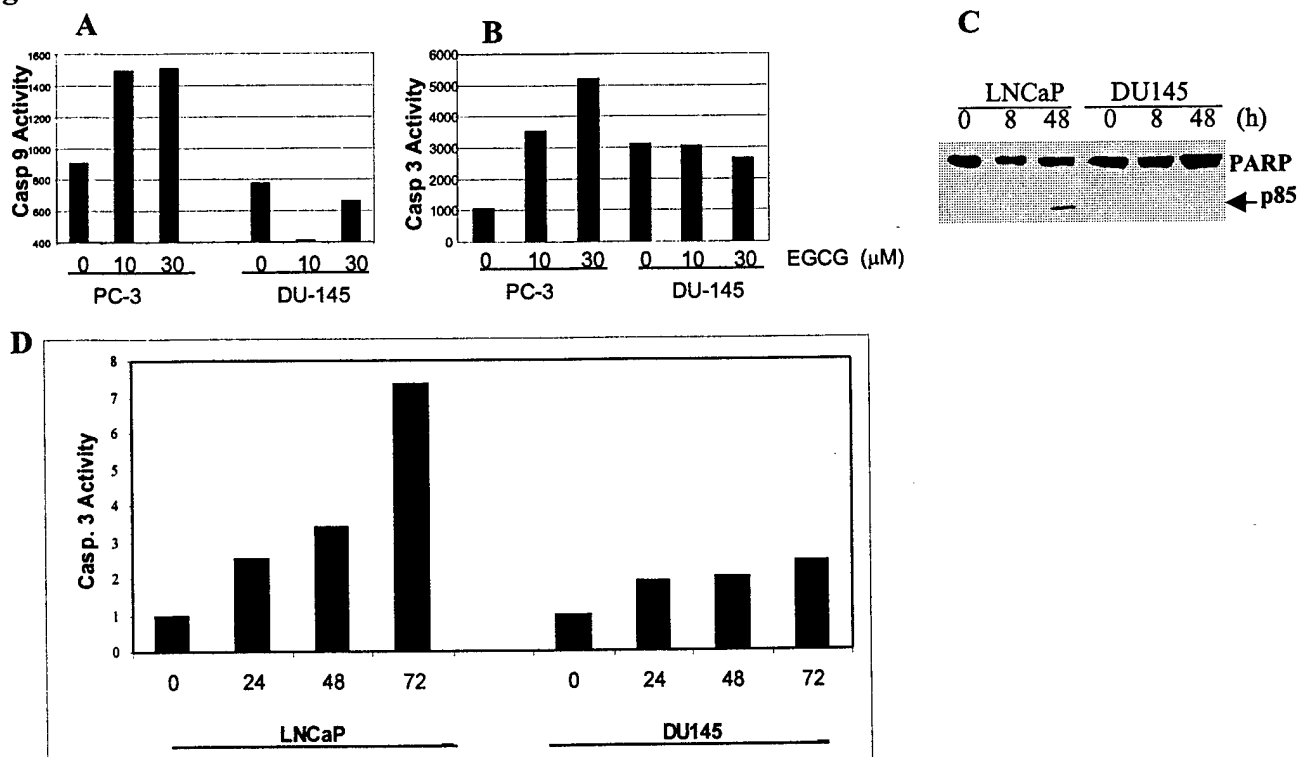 A
Casp 9 Activity
1600
1400
1200
1000
800
600
400
0 10 30 0 10 30
PC-3 DU-145
B
Casp 3 Activity
6000
5000
4000
3000
2000
1000
0
0 10 30 0 10 30 EGCG (μM)
PC-3 DU-145
C
LNCaP DU145
0 8 48 0 8 48 (h)
PARP
p85
D
Casp. 3 Activity
8
7
6
5
4
3
2
1
0
0 24 48 72 0 24 48 72
LNCaP DU145